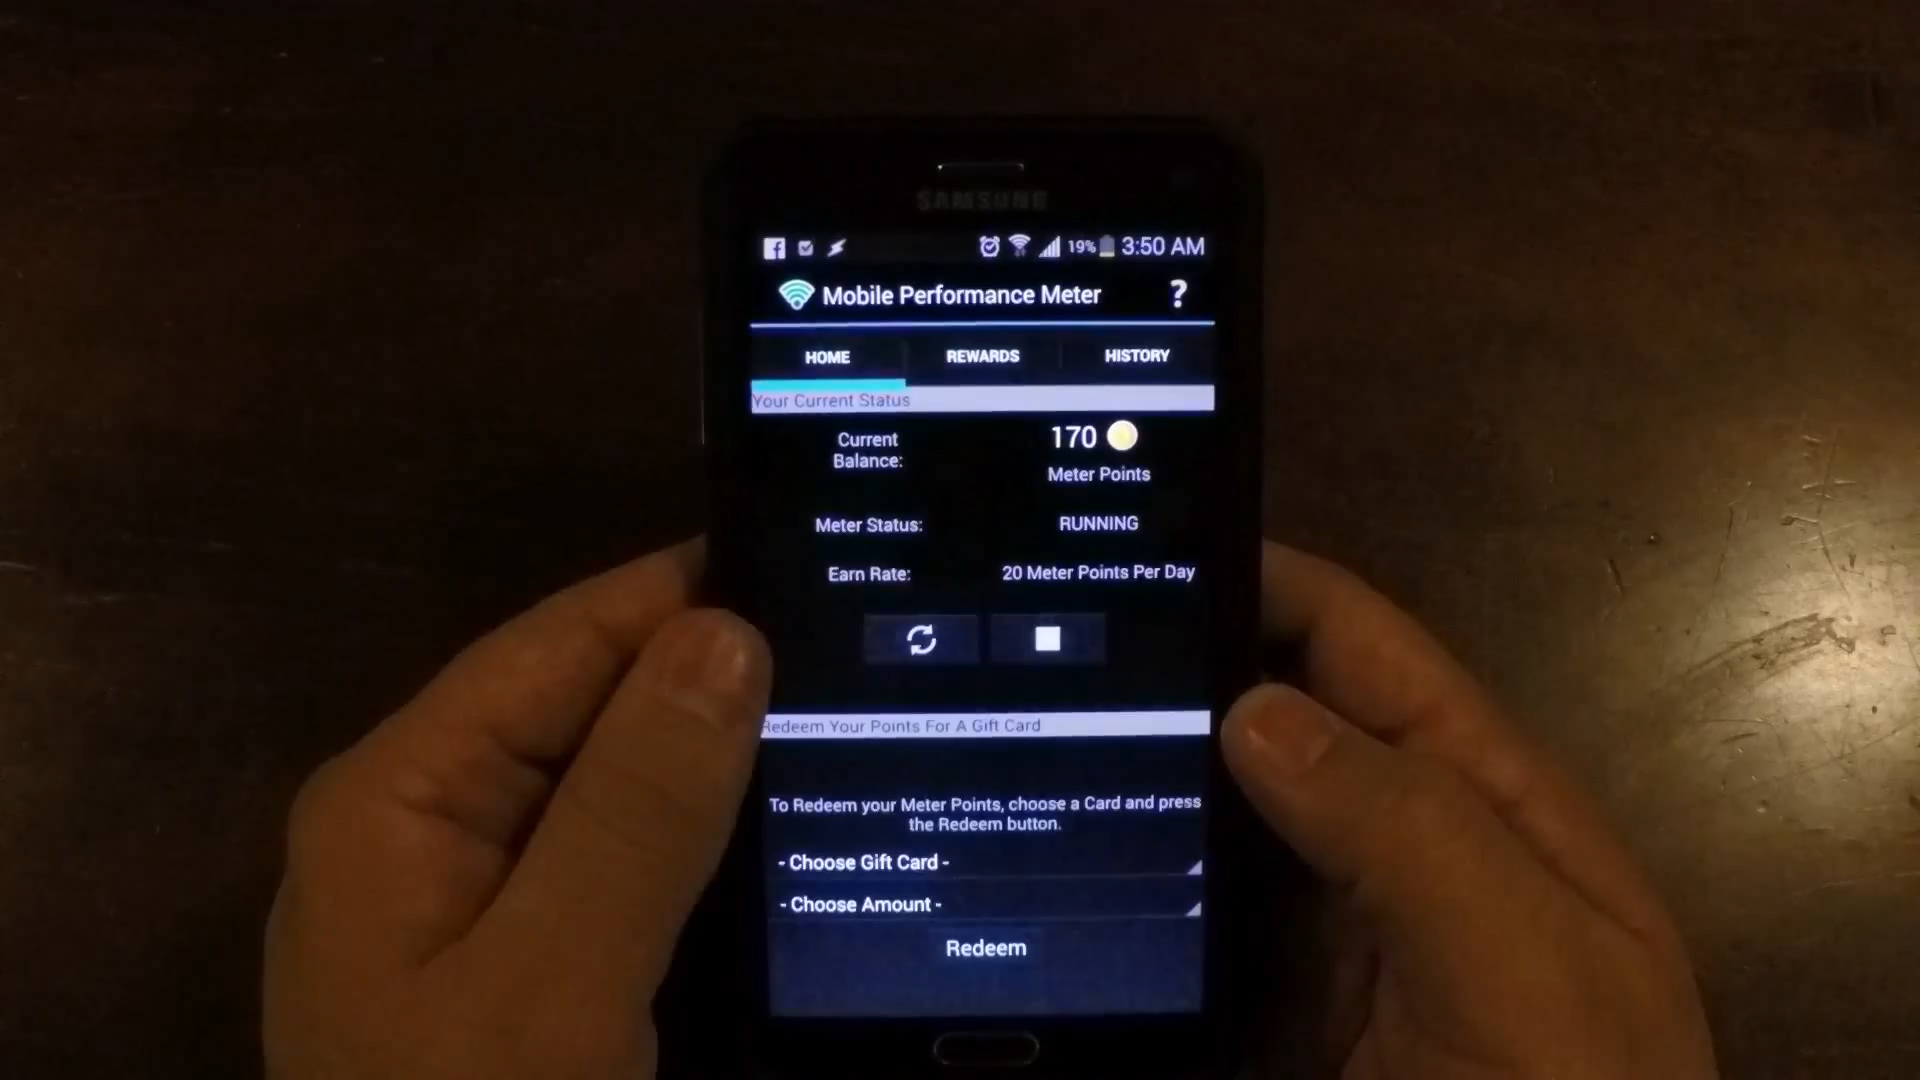 SAMSUNG
19% 3:50 AM
Mobile Performance Meter ?
HOME REWARDS HISTORY
Your Current Status
Current
Balance:
170
Meter Points
Meter Status: RUNNING
Earn Rate: 20 Meter Points Per Day
Redeem Your Points For A Gift Card
To Redeem your Meter Points, choose a Card and press
the Redeem button.
- Choose Gift Card -
- Choose Amount -
Redeem